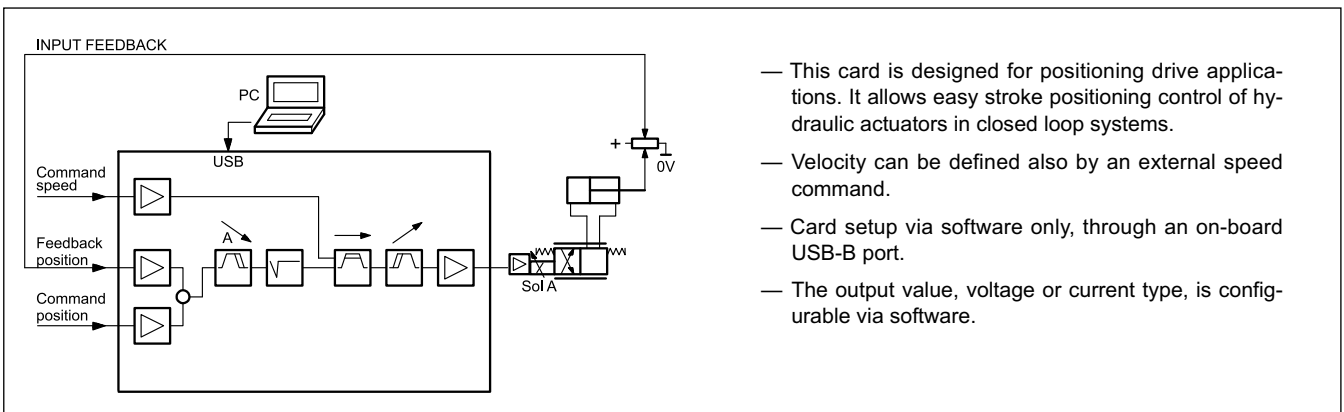 INPUT FEEDBACK
PC
USB
+
0V
Command
speed
Feedback
position
A
Command
position
Sol A
— This card is designed for positioning drive applica-
tions. It allows easy stroke positioning control of hy-
draulic actuators in closed loop systems.
— Velocity can be defined also by an external speed
command.
— Card setup via software only, through an on-board
USB-B port.
— The output value, voltage or current type, is config-
urable via software.